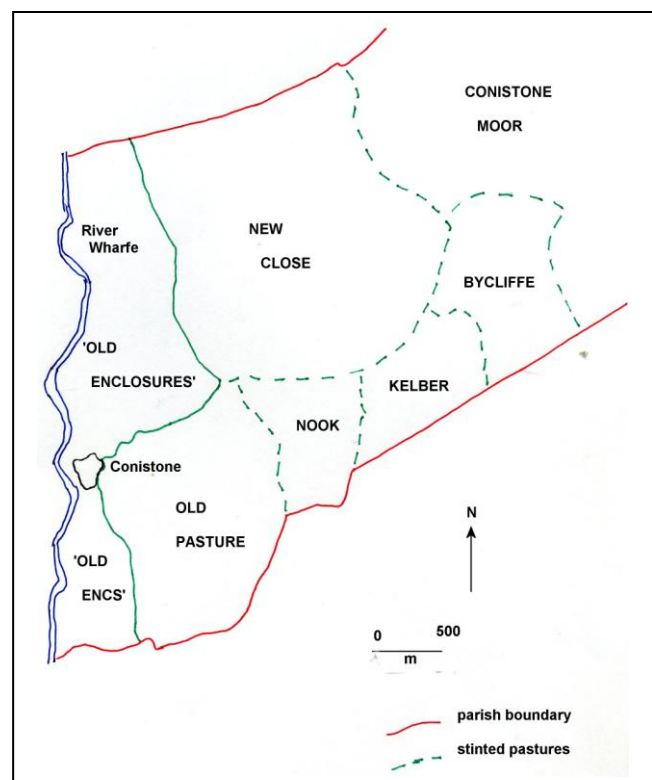 CONISTONE
MOOR
River
Wharfe
NEW
CLOSE
BYCLIFFE
'OLD
ENCLOSURES'
KELBER
NOOK
Conistone
OLD
PASTURE
N
'OLD
ENCS'
0 500
m
parish boundary
stinted pastures